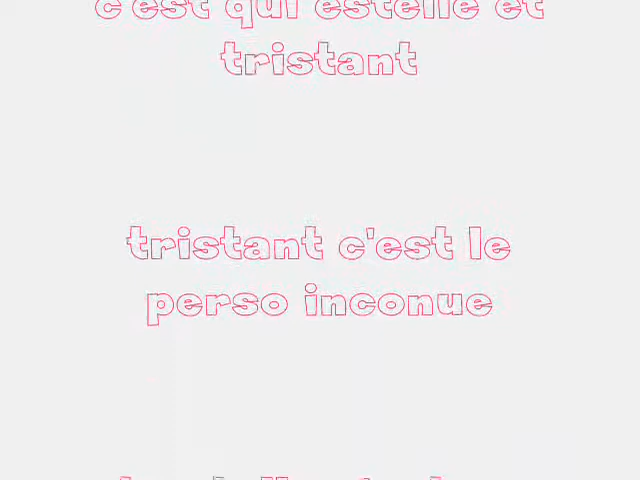 c'est qui estelle et
tristant
tristant c'est le
perso inconue